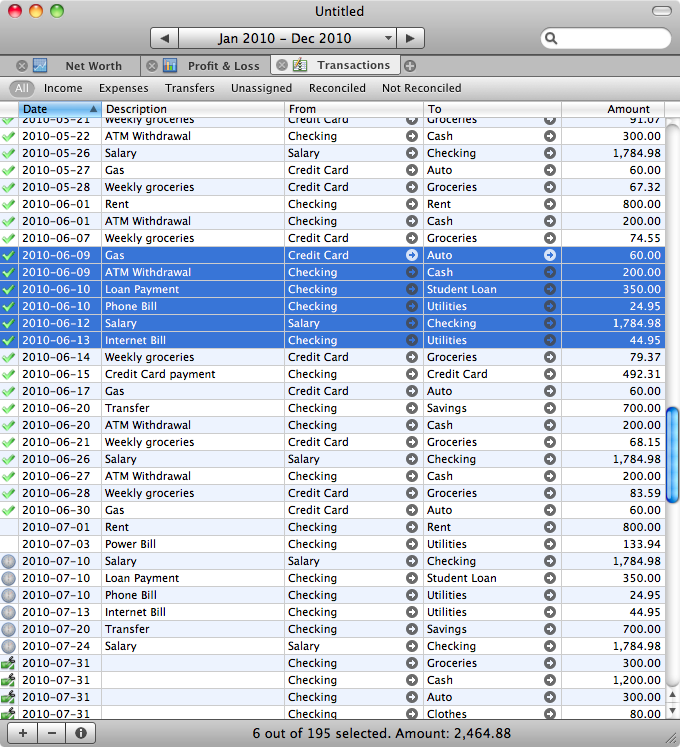 Untitled
Jan 2010 – Dec 2010
Net Worth Profit & Loss Transactions
All Income Expenses Transfers Unassigned Reconciled Not Reconciled
Date Description From To Amount
2010-05-21 Weekly groceries Credit Card Groceries 91.07
2010-05-22 ATM Withdrawal Checking Cash 300.00
2010-05-26 Salary Salary Checking 1,784.98
2010-05-27 Gas Credit Card Auto 60.00
2010-05-28 Weekly groceries Credit Card Groceries 67.32
2010-06-01 Rent Checking Rent 800.00
2010-06-01 ATM Withdrawal Checking Cash 200.00
2010-06-07 Weekly groceries Credit Card Groceries 74.55
2010-06-09 Gas Credit Card Auto 60.00
2010-06-09 ATM Withdrawal Checking Cash 200.00
2010-06-10 Loan Payment Checking Student Loan 350.00
2010-06-10 Phone Bill Checking Utilities 24.95
2010-06-12 Salary Salary Checking 1,784.98
2010-06-13 Internet Bill Checking Utilities 44.95
2010-06-14 Weekly groceries Credit Card Groceries 79.37
2010-06-15 Credit Card payment Checking Credit Card 492.31
2010-06-17 Gas Credit Card Auto 60.00
2010-06-20 Transfer Checking Savings 700.00
2010-06-20 ATM Withdrawal Checking Cash 200.00
2010-06-21 Weekly groceries Credit Card Groceries 68.15
2010-06-26 Salary Salary Checking 1,784.98
2010-06-27 ATM Withdrawal Checking Cash 200.00
2010-06-28 Weekly groceries Credit Card Groceries 83.59
2010-06-30 Gas Credit Card Auto 60.00
2010-07-01 Rent Checking Rent 800.00
2010-07-03 Power Bill Checking Utilities 133.94
2010-07-10 Salary Salary Checking 1,784.98
2010-07-10 Loan Payment Checking Student Loan 350.00
2010-07-10 Phone Bill Checking Utilities 24.95
2010-07-13 Internet Bill Checking Utilities 44.95
2010-07-20 Transfer Checking Savings 700.00
2010-07-24 Salary Salary Checking 1,784.98
2010-07-31 Checking Groceries 300.00
2010-07-31 Checking Cash 1,200.00
2010-07-31 Checking Auto 300.00
2010-07-31 Checking Clothes 80.00
6 out of 195 selected. Amount: 2,464.88